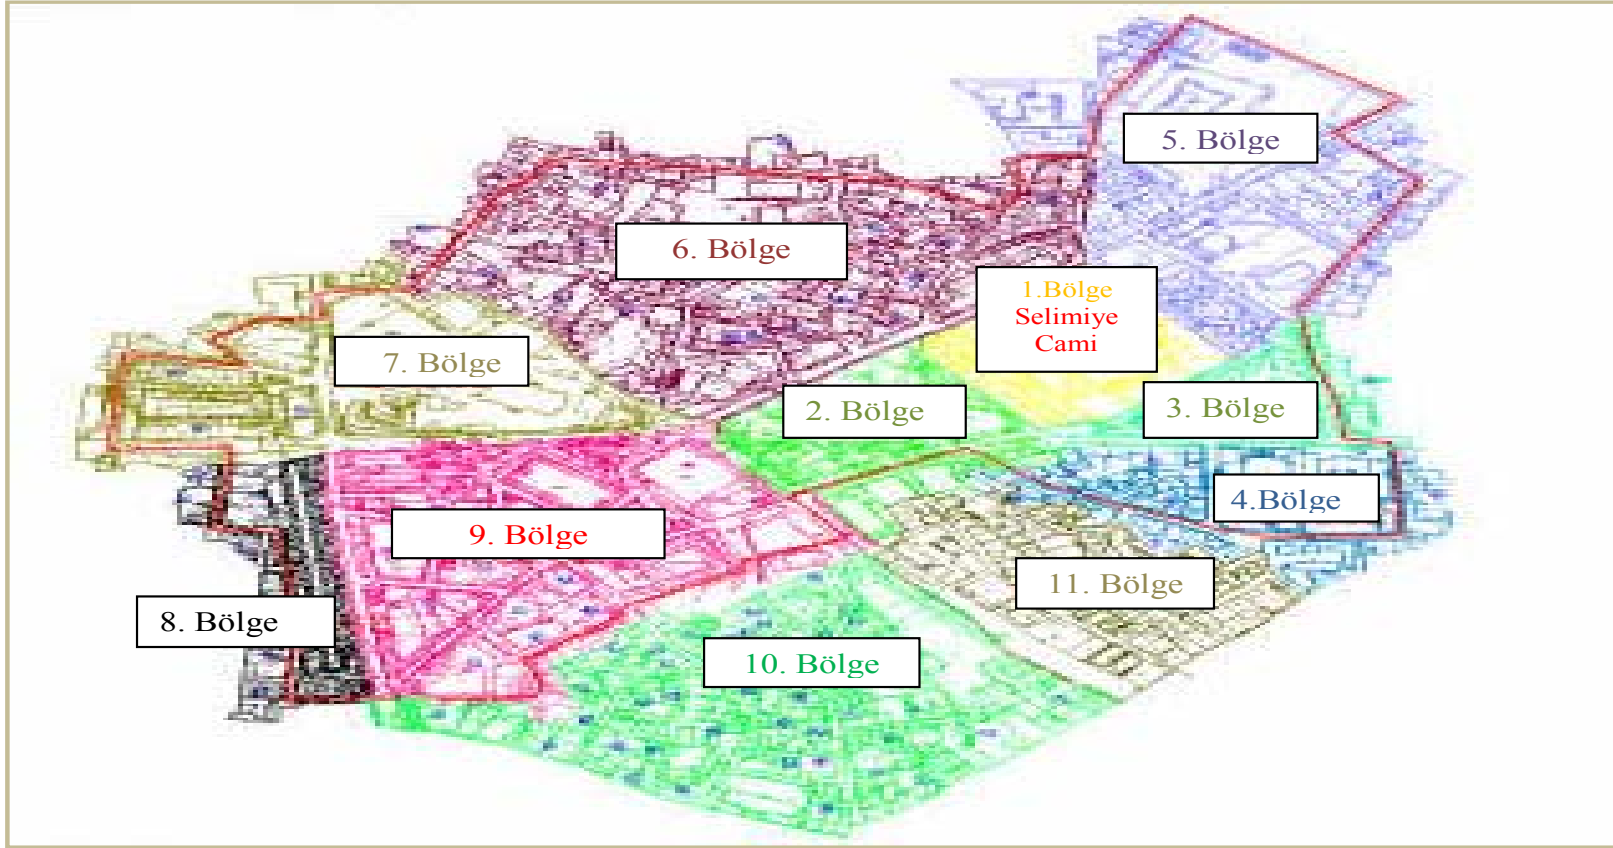 5. Bölge
6. Bölge
1.Bölge
Selimiye
Cami
7. Bölge
2. Bölge
3. Bölge
4.Bölge
9. Bölge
11. Bölge
8. Bölge
10. Bölge